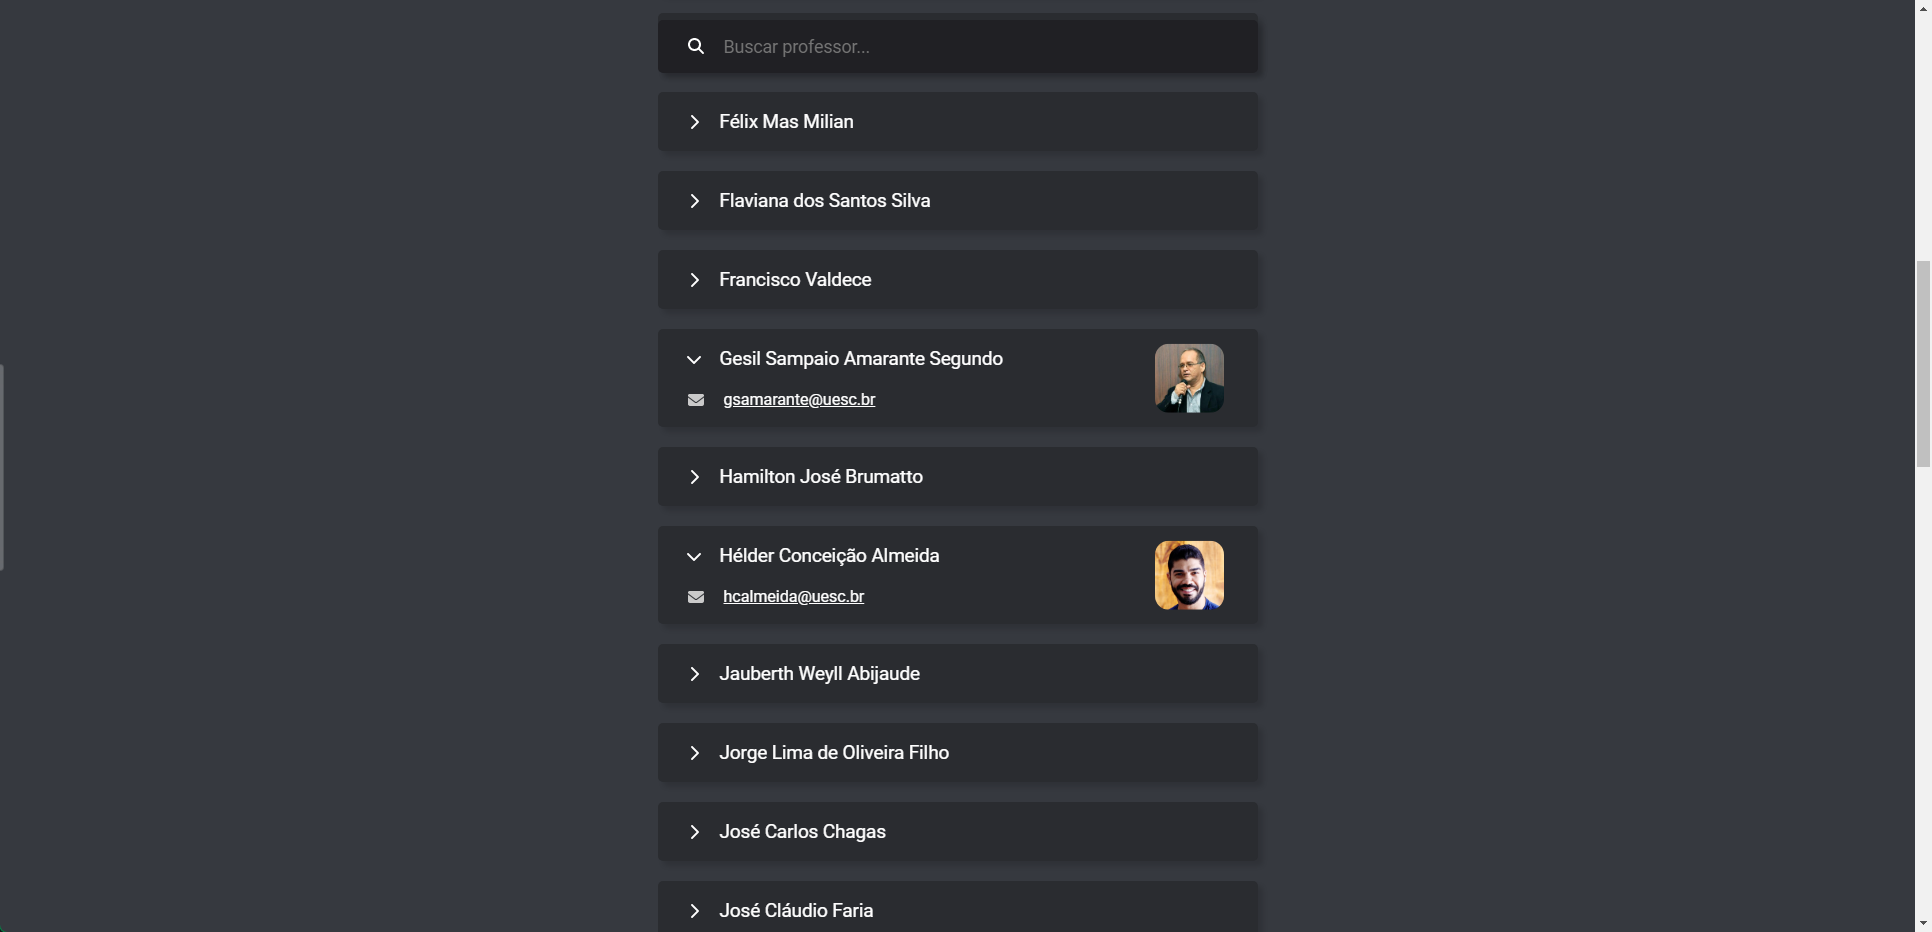 Buscar professor...
Félix Mas Milian
Flaviana dos Santos Silva
Francisco Valdece
Gesil Sampaio Amarante Segundo
gsamarante@uesc.br
Hamilton José Brumatto
Hélder Conceição Almeida
hcalmeida@uesc.br
Jauberth Weyll Abijaude
Jorge Lima de Oliveira Filho
José Carlos Chagas
José Cláudio Faria